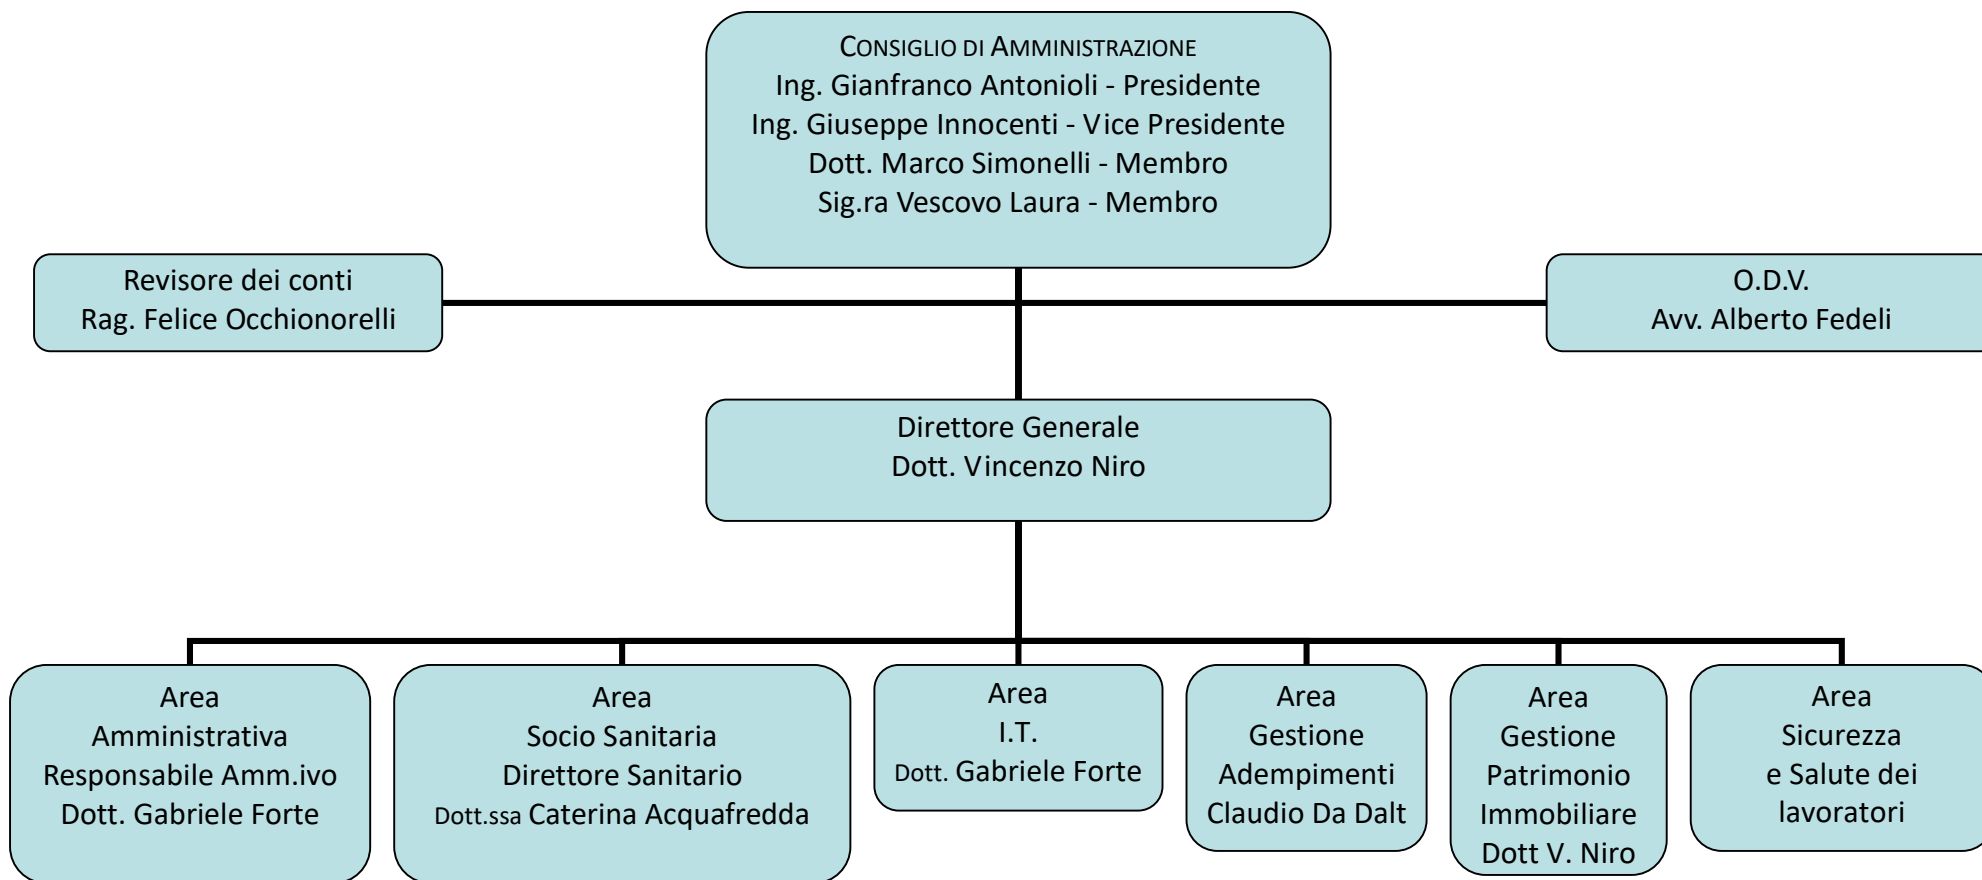 CONSIGLIO DI AMMINISTRAZIONE
Ing. Gianfranco Antonioli - Presidente
Ing. Giuseppe Innocenti - Vice Presidente
Dott. Marco Simonelli - Membro
Sig.ra Vescovo Laura - Membro
Revisore dei conti
Rag. Felice Occhionorelli
O.D.V.
Avv. Alberto Fedeli
Direttore Generale
Dott. Vincenzo Niro
Area
Amministrativa
Responsabile Amm.ivo
Dott. Gabriele Forte
Area
Socio Sanitaria
Direttore Sanitario
Dott.ssa Caterina Acquafredda
Area
I.T.
Dott. Gabriele Forte
Area
Gestione
Adempimenti
Claudio Da Dalt
Area
Gestione
Patrimonio
Immobiliare
Dott V. Niro
Area
Sicurezza
e Salute dei
lavoratori